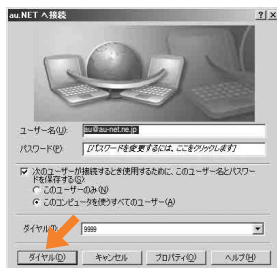 au.NET へ接続
ユーザー名(U):
au@au-net.ne.jp
パスワード(P):
[パスワードを変更するには、ここをクリックします]
次のユーザーが接続するとき使用するために、このユーザー名とパスワー
ドを保存する(S):
このユーザーのみ(N)
このコンピュータを使うすべてのユーザー(A)
ダイヤル(I):
9999
ダイヤル(D)
キャンセル
プロパティ(O)
ヘルプ(H)